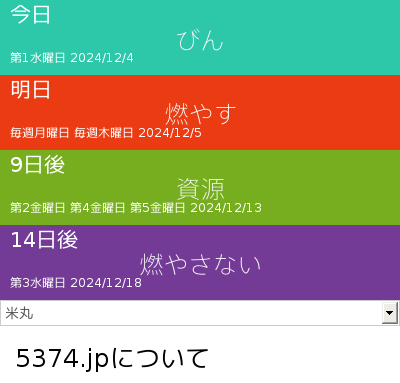 今日
びん
第1水曜日 2024/12/4
明日
燃やす
毎週月曜日 毎週木曜日 2024/12/5
9日後
資源
第2金曜日 第4金曜日 第5金曜日 2024/12/13
14日後
燃やさない
第3水曜日 2024/12/18
米丸
5374.jpについて